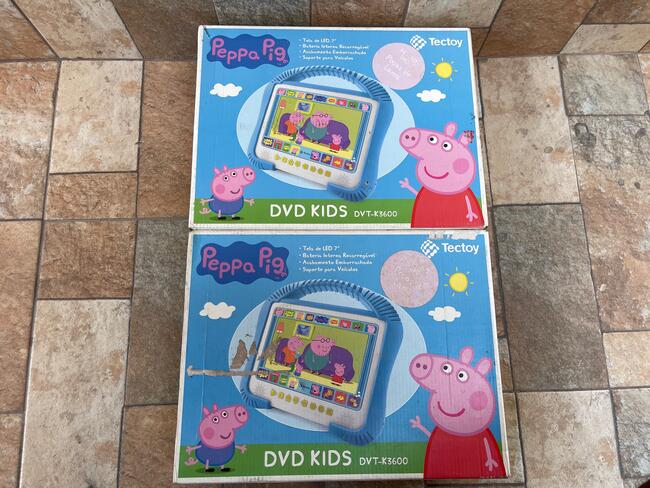 Peppa Pig
• Tela de LED 7"
• Bateria Interna Recarregável
• Acabamento Emborrachado
• Suporte para Veículos
Tectoy
DVD KIDS DVT-K3600
Peppa Pig
• Tela de LED 7"
• Bateria Interna Recarregável
• Acabamento Emborrachado
• Suporte para Veículos
Tectoy
DVD KIDS DVT-K3600